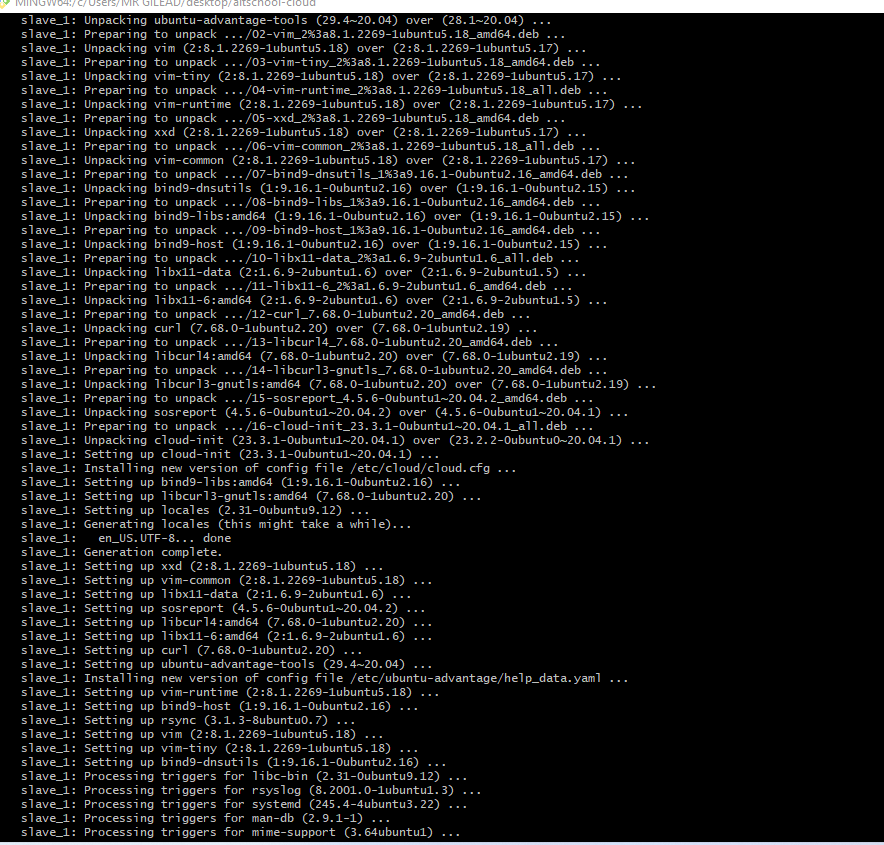 MINGW64:/c/Users/MR GILEAD/desktop/altschool-cloud
slave_1: Unpacking ubuntu-advantage-tools (29.4~20.04) over (28.1~20.04) ...
slave_1: Preparing to unpack .../02-vim_2%3a8.1.2269-1ubuntu5.18_amd64.deb ...
slave_1: Unpacking vim (2:8.1.2269-1ubuntu5.18) over (2:8.1.2269-1ubuntu5.17) ...
slave_1: Preparing to unpack .../03-vim-tiny_2%3a8.1.2269-1ubuntu5.18_amd64.deb ...
slave_1: Unpacking vim-tiny (2:8.1.2269-1ubuntu5.18) over (2:8.1.2269-1ubuntu5.17) ...
slave_1: Preparing to unpack .../04-vim-runtime_2%3a8.1.2269-1ubuntu5.18_all.deb ...
slave_1: Unpacking vim-runtime (2:8.1.2269-1ubuntu5.18) over (2:8.1.2269-1ubuntu5.17) ...
slave_1: Preparing to unpack .../05-xxd_2%3a8.1.2269-1ubuntu5.18_amd64.deb ...
slave_1: Unpacking xxd (2:8.1.2269-1ubuntu5.18) over (2:8.1.2269-1ubuntu5.17) ...
slave_1: Preparing to unpack .../06-vim-common_2%3a8.1.2269-1ubuntu5.18_all.deb ...
slave_1: Unpacking vim-common (2:8.1.2269-1ubuntu5.18) over (2:8.1.2269-1ubuntu5.17) ...
slave_1: Preparing to unpack .../07-bind9-dnsutils_1%3a9.16.1-0ubuntu2.16_amd64.deb ...
slave_1: Unpacking bind9-dnsutils (1:9.16.1-0ubuntu2.16) over (1:9.16.1-0ubuntu2.15) ...
slave_1: Preparing to unpack .../08-bind9-libs_1%3a9.16.1-0ubuntu2.16_amd64.deb ...
slave_1: Unpacking bind9-libs:amd64 (1:9.16.1-0ubuntu2.16) over (1:9.16.1-0ubuntu2.15) ...
slave_1: Preparing to unpack .../09-bind9-host_1%3a9.16.1-0ubuntu2.16_amd64.deb ...
slave_1: Unpacking bind9-host (1:9.16.1-0ubuntu2.16) over (1:9.16.1-0ubuntu2.15) ...
slave_1: Preparing to unpack .../10-libx11-data_2%3a1.6.9-2ubuntu1.6_all.deb ...
slave_1: Unpacking libx11-data (2:1.6.9-2ubuntu1.6) over (2:1.6.9-2ubuntu1.5) ...
slave_1: Preparing to unpack .../11-libx11-6_2%3a1.6.9-2ubuntu1.6_amd64.deb ...
slave_1: Unpacking libx11-6:amd64 (2:1.6.9-2ubuntu1.6) over (2:1.6.9-2ubuntu1.5) ...
slave_1: Preparing to unpack .../12-curl_7.68.0-1ubuntu2.20_amd64.deb ...
slave_1: Unpacking curl (7.68.0-1ubuntu2.20) over (7.68.0-1ubuntu2.19) ...
slave_1: Preparing to unpack .../13-libcurl4_7.68.0-1ubuntu2.20_amd64.deb ...
slave_1: Unpacking libcurl4:amd64 (7.68.0-1ubuntu2.20) over (7.68.0-1ubuntu2.19) ...
slave_1: Preparing to unpack .../14-libcurl3-gnutls_7.68.0-1ubuntu2.20_amd64.deb ...
slave_1: Unpacking libcurl3-gnutls:amd64 (7.68.0-1ubuntu2.20) over (7.68.0-1ubuntu2.19) ...
slave_1: Preparing to unpack .../15-sosreport_4.5.6-0ubuntu1~20.04.2_amd64.deb ...
slave_1: Unpacking sosreport (4.5.6-0ubuntu1~20.04.2) over (4.5.6-0ubuntu1~20.04.1) ...
slave_1: Preparing to unpack .../16-cloud-init_23.3.1-0ubuntu1~20.04.1_all.deb ...
slave_1: Unpacking cloud-init (23.3.1-0ubuntu1~20.04.1) over (23.2.2-0ubuntu0~20.04.1) ...
slave_1: Setting up cloud-init (23.3.1-0ubuntu1~20.04.1) ...
slave_1: Installing new version of config file /etc/cloud/cloud.cfg ...
slave_1: Setting up bind9-libs:amd64 (1:9.16.1-0ubuntu2.16) ...
slave_1: Setting up libcurl3-gnutls:amd64 (7.68.0-1ubuntu2.20) ...
slave_1: Setting up locales (2.31-0ubuntu9.12) ...
slave_1: Generating locales (this might take a while)...
slave_1:   en_US.UTF-8... done
slave_1: Generation complete.
slave_1: Setting up xxd (2:8.1.2269-1ubuntu5.18) ...
slave_1: Setting up vim-common (2:8.1.2269-1ubuntu5.18) ...
slave_1: Setting up libx11-data (2:1.6.9-2ubuntu1.6) ...
slave_1: Setting up sosreport (4.5.6-0ubuntu1~20.04.2) ...
slave_1: Setting up libcurl4:amd64 (7.68.0-1ubuntu2.20) ...
slave_1: Setting up libx11-6:amd64 (2:1.6.9-2ubuntu1.6) ...
slave_1: Setting up curl (7.68.0-1ubuntu2.20) ...
slave_1: Setting up ubuntu-advantage-tools (29.4~20.04) ...
slave_1: Installing new version of config file /etc/ubuntu-advantage/help_data.yaml ...
slave_1: Setting up vim-runtime (2:8.1.2269-1ubuntu5.18) ...
slave_1: Setting up bind9-host (1:9.16.1-0ubuntu2.16) ...
slave_1: Setting up rsync (3.1.3-8ubuntu0.7) ...
slave_1: Setting up vim (2:8.1.2269-1ubuntu5.18) ...
slave_1: Setting up vim-tiny (2:8.1.2269-1ubuntu5.18) ...
slave_1: Setting up bind9-dnsutils (1:9.16.1-0ubuntu2.16) ...
slave_1: Processing triggers for libc-bin (2.31-0ubuntu9.12) ...
slave_1: Processing triggers for rsyslog (8.2001.0-1ubuntu1.3) ...
slave_1: Processing triggers for systemd (245.4-4ubuntu3.22) ...
slave_1: Processing triggers for man-db (2.9.1-1) ...
slave_1: Processing triggers for mime-support (3.64ubuntu1) ...